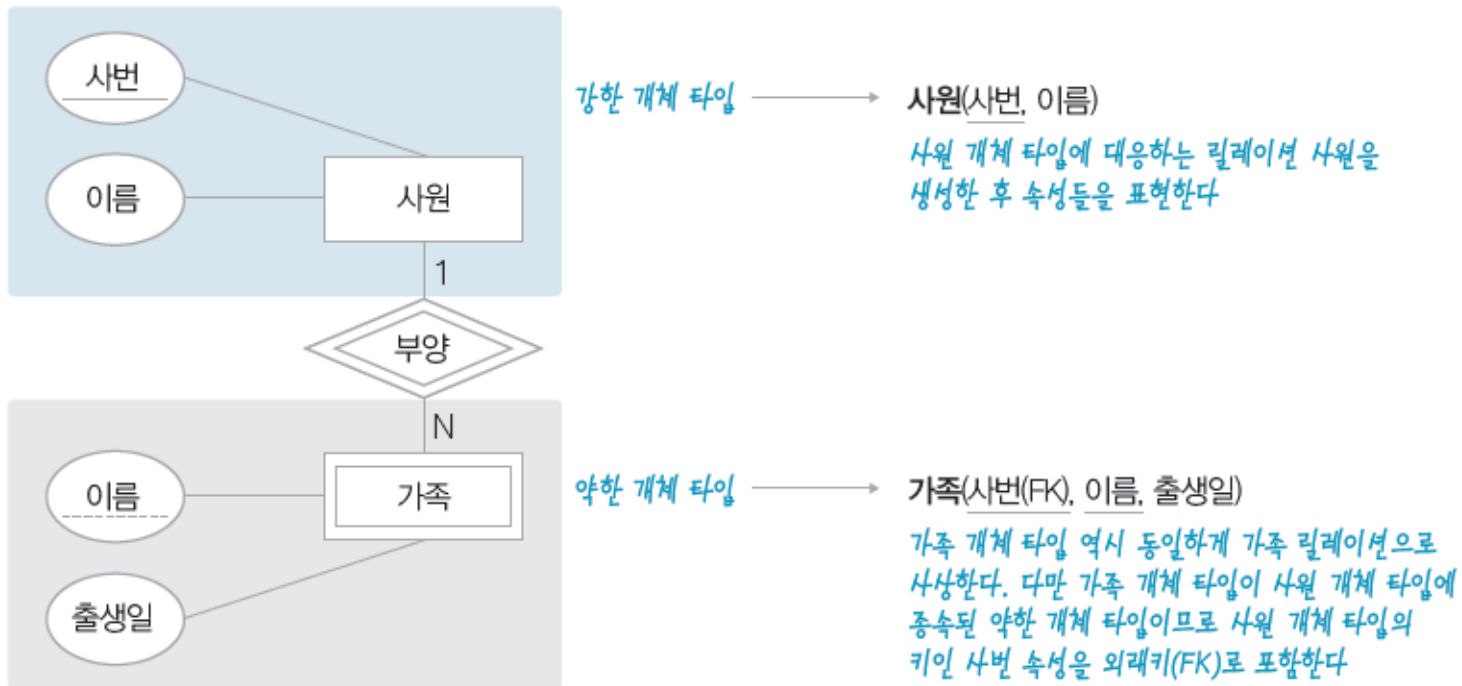 사번
이름
사원
1
부양
N
이름
가족
출생일
강한 개체 타입
사원(사번, 이름)
사원 개체 타입에 대응하는 릴레이션 사원을
생성한 후 속성들을 표현한다
약한 개체 타입
가족(사번(FK), 이름, 출생일)
가족 개체 타입 역시 동일하게 가족 릴레이션으로
사상한다. 다만 가족 개체 타입이 사원 개체 타입에
종속된 약한 개체 타입이므로 사원 개체 타입의
키인 사번 속성을 외래키(FK)로 포함한다